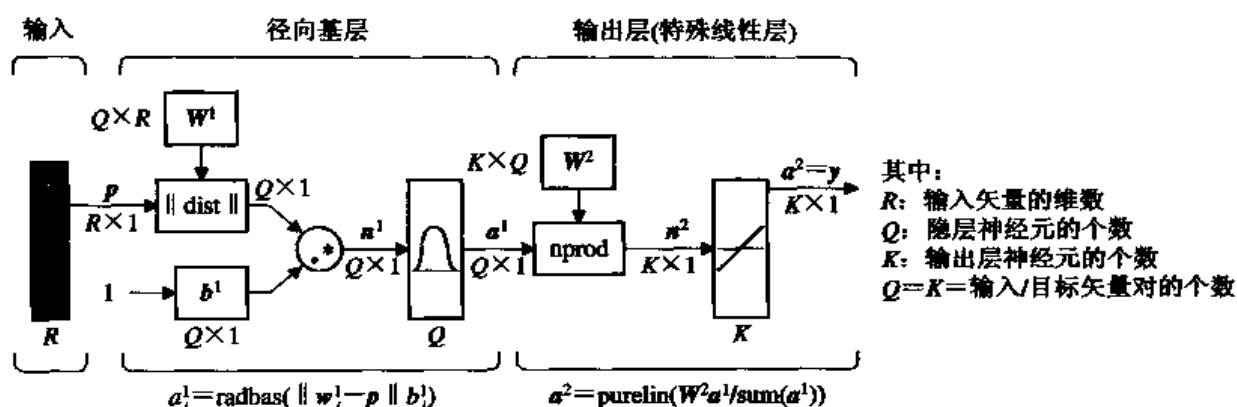 输入
径向基层
输出层(特殊线性层)
Q×R
W¹
K×Q
W²
p
R×1
‖ dist ‖
Q×1
.*
n¹
Q×1
a¹
Q×1
nprod
n²
K×1
a²=y
K×1
1
b¹
Q×1
R
Q
K
其中：
R：输入矢量的维数
Q：隐层神经元的个数
K：输出层神经元的个数
Q=K=输入/目标矢量对的个数
aᵢ¹=radbas(‖wᵢ¹-p‖bᵢ¹)
a²=purelin(W²a¹/sum(a¹))